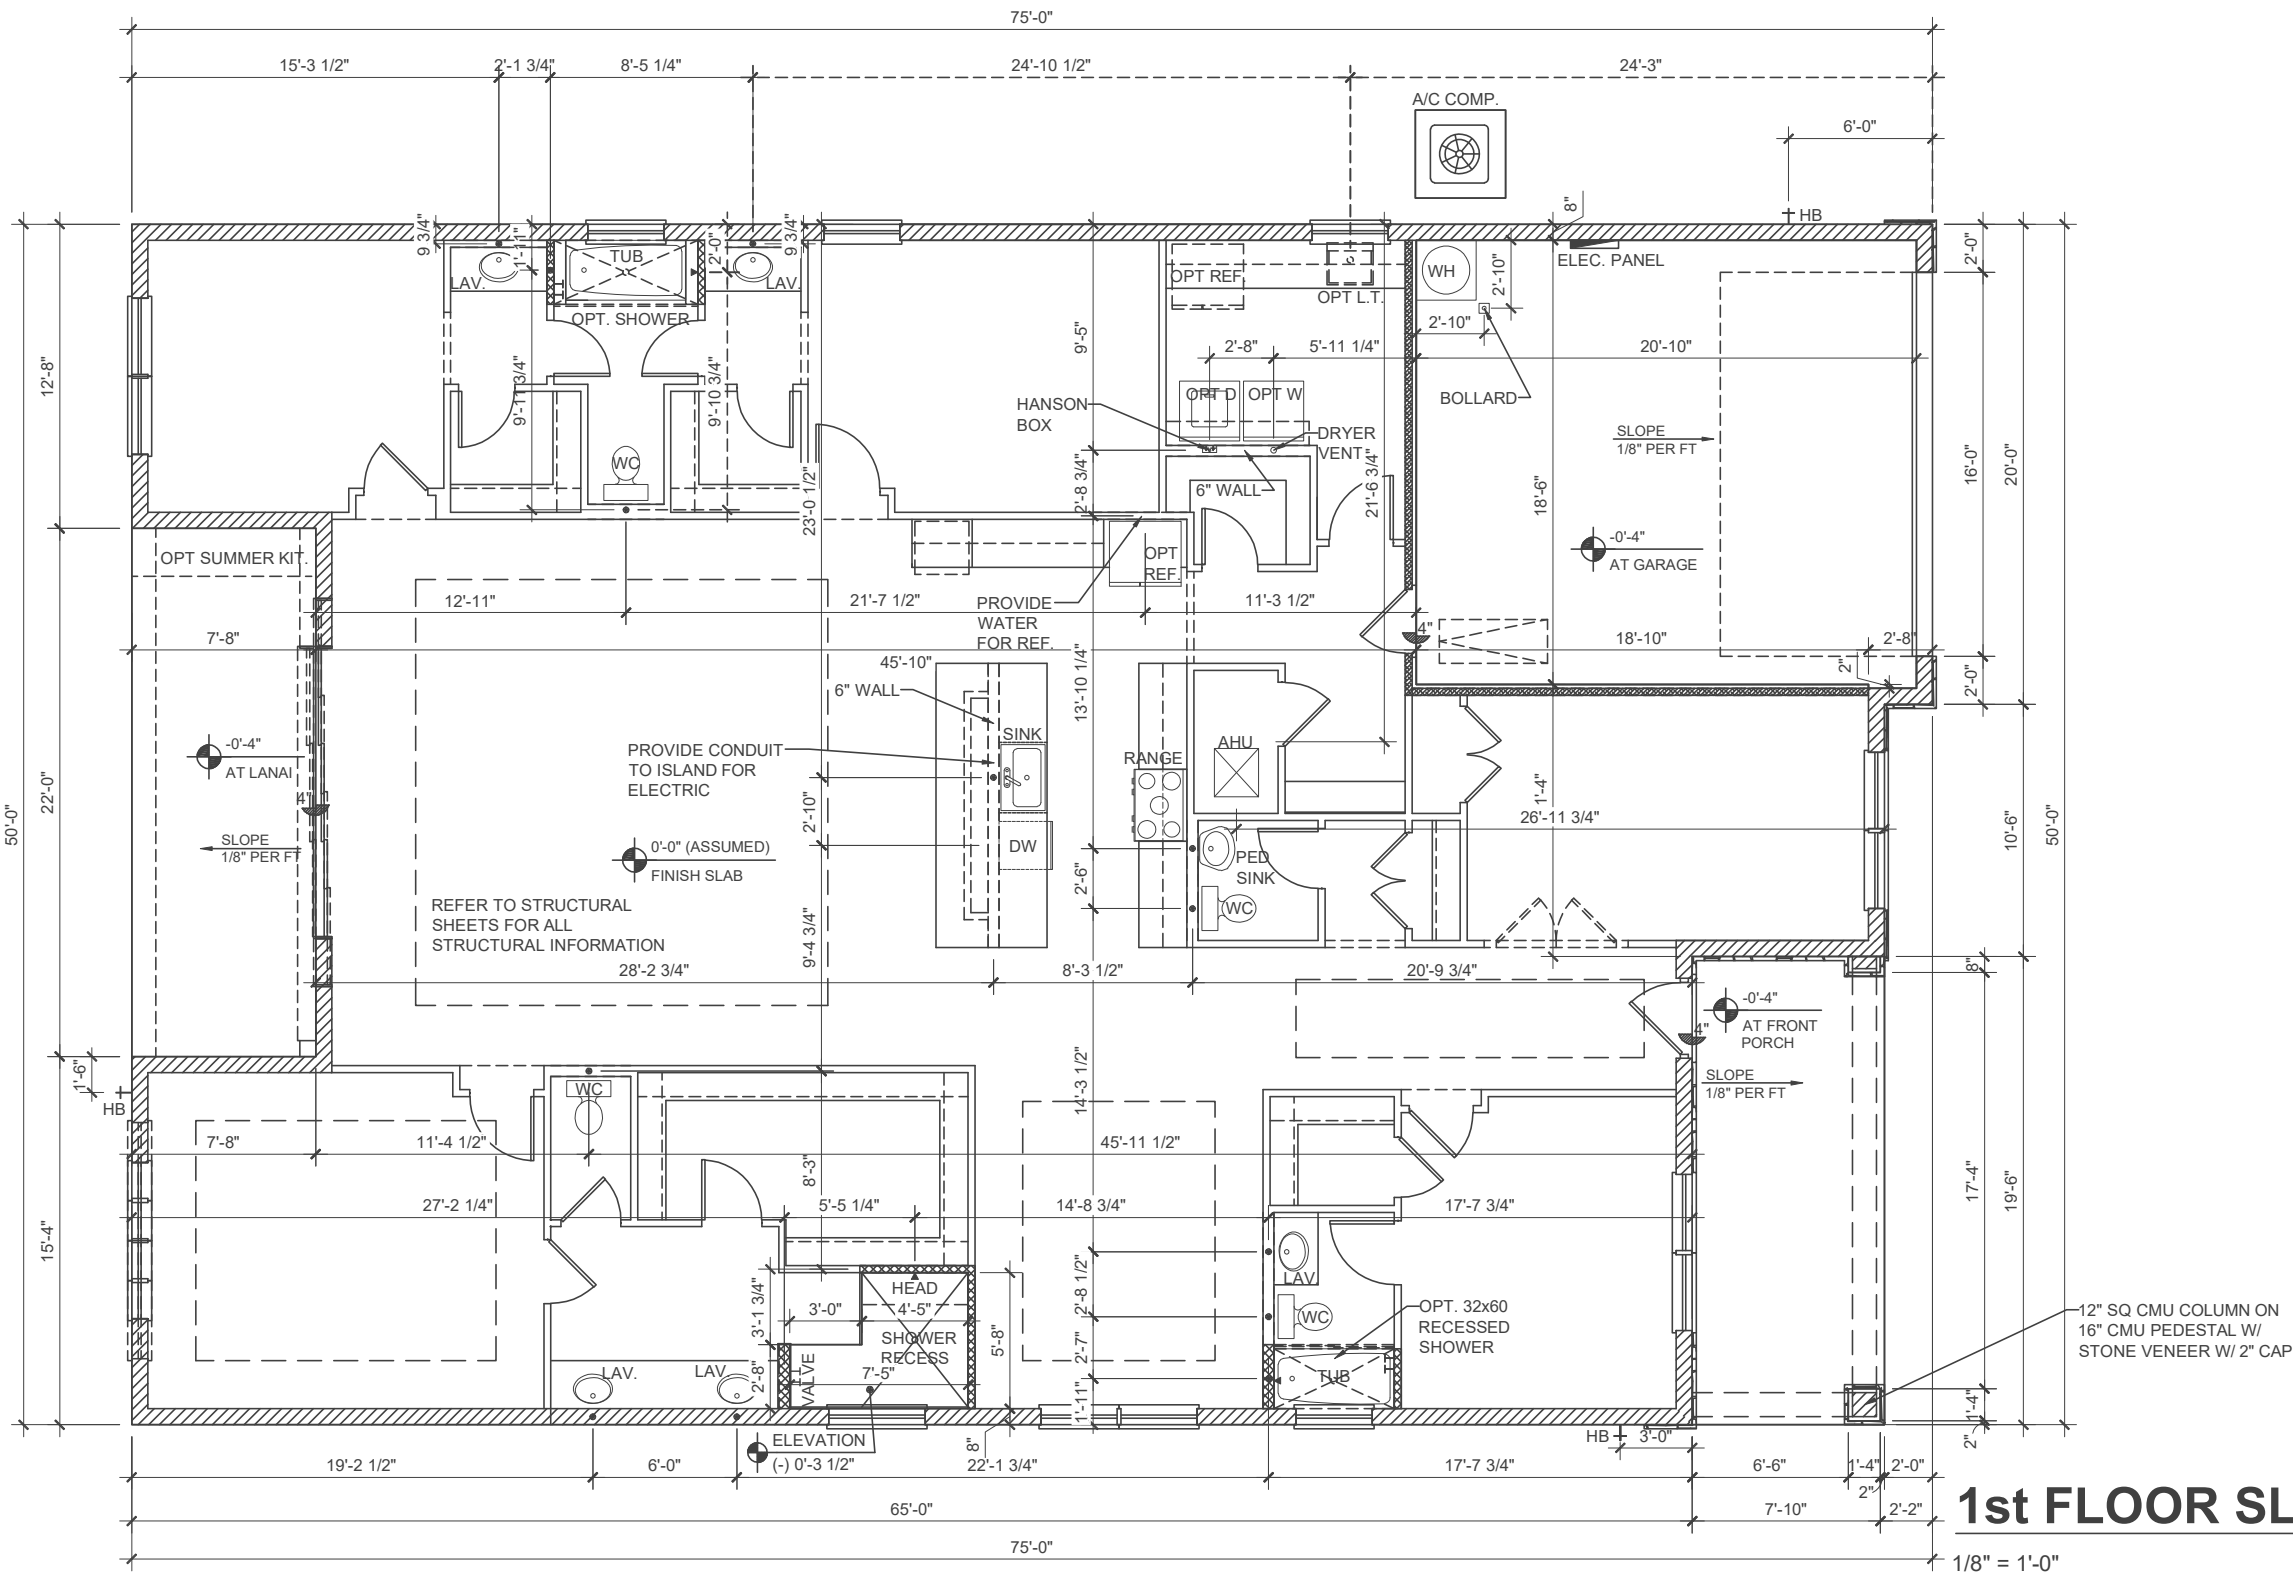 75'-0"
15'-3 1/2"
2'-1 3/4"
8'-5 1/4"
24'-10 1/2"
24'-3"
A/C COMP.
6'-0"
HB
8"
9 3/4"
1'-11"
2'-0"
9 3/4"
TUB
LAV.
LAV.
OPT. SHOWER
OPT REF.
OPT L.T.
WH
ELEC. PANEL
2'-10"
2'-10"
2'-0"
12'-8"
9'-5"
2'-8"
5'-11 1/4"
20'-10"
9'-11 3/4"
9'-10 3/4"
OPT D
OPT W
HANSON
BOX
BOLLARD
DRYER
VENT
SLOPE
1/8" PER FT
WC
23'-0 1/2"
2'-8 3/4"
6" WALL
21'-6 3/4"
18'-6"
16'-0"
20'-0"
-0'-4"
AT GARAGE
OPT SUMMER KIT.
OPT
REF.
12'-11"
21'-7 1/2"
11'-3 1/2"
PROVIDE
WATER
FOR REF.
7'-8"
4"
18'-10"
2'-8"
2"
2'-0"
45'-10"
6" WALL
13'-10 1/4"
SINK
AHU
RANGE
PROVIDE CONDUIT
TO ISLAND FOR
ELECTRIC
-0'-4"
AT LANAI
4"
22'-0"
50'-0"
SLOPE
1/8" PER FT
2'-10"
1'-4"
26'-11 3/4"
10'-6"
50'-0"
0'-0" (ASSUMED)
FINISH SLAB
DW
PED
SINK
2'-6"
WC
REFER TO STRUCTURAL
SHEETS FOR ALL
STRUCTURAL INFORMATION
9'-4 3/4"
28'-2 3/4"
8'-3 1/2"
20'-9 3/4"
8"
-0'-4"
AT FRONT
PORCH
4"
SLOPE
1/8" PER FT
1'-6"
HB
WC
14'-3 1/2"
7'-8"
11'-4 1/2"
45'-11 1/2"
8'-3"
27'-2 1/4"
5'-5 1/4"
14'-8 3/4"
17'-7 3/4"
17'-4"
19'-6"
15'-4"
HEAD
3'-1 3/4"
3'-0"
4'-5"
SHOWER
RECESS
5'-8"
2'-8 1/2"
LAV.
WC
OPT. 32x60
RECESSED
SHOWER
12" SQ CMU COLUMN ON
16" CMU PEDESTAL W/
STONE VENEER W/ 2" CAP
2'-8"
VALVE
7'-5"
2'-7"
TUB
LAV.
LAV.
1'-11"
1'-4"
2"
ELEVATION
(-) 0'-3 1/2"
8"
HB
3'-0"
19'-2 1/2"
6'-0"
22'-1 3/4"
17'-7 3/4"
6'-6"
1'-4"
2'-0"
2"
65'-0"
7'-10"
2'-2"
1st FLOOR SL
75'-0"
1/8" = 1'-0"